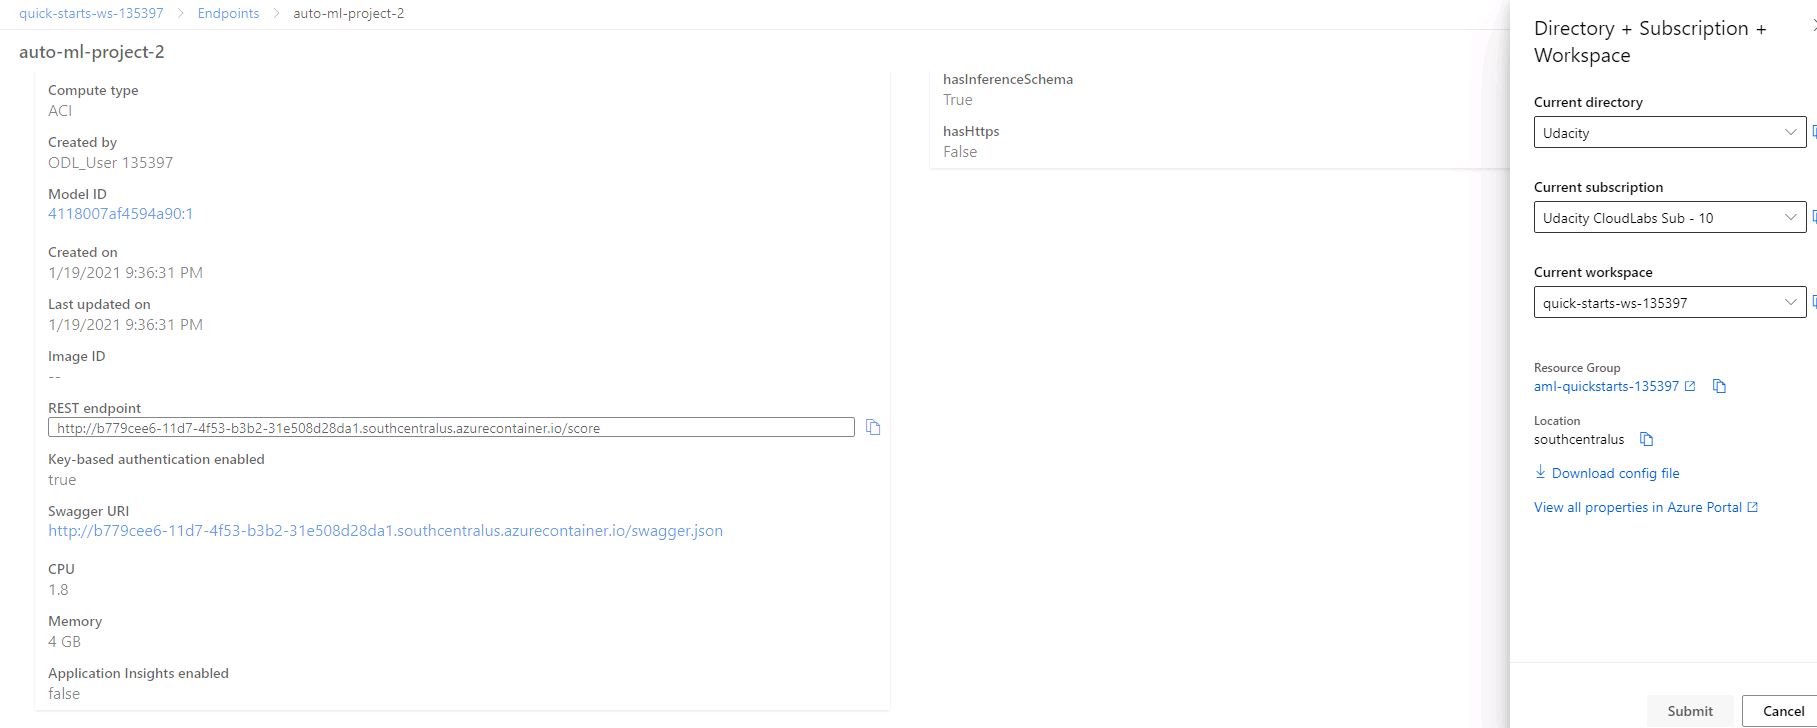 quick-starts-ws-135397 > Endpoints > auto-ml-project-2
auto-ml-project-2
Compute type
ACI
Created by
ODL_User 135397
Model ID
4118007af4594a90:1
Created on
1/19/2021 9:36:31 PM
Last updated on
1/19/2021 9:36:31 PM
Image ID
--
REST endpoint
http://b779cee6-11d7-4f53-b3b2-31e508d28da1.southcentralus.azurecontainer.io/score
Key-based authentication enabled
true
Swagger URI
http://b779cee6-11d7-4f53-b3b2-31e508d28da1.southcentralus.azurecontainer.io/swagger.json
CPU
1.8
Memory
4 GB
Application Insights enabled
false
hasInferenceSchema
True
hasHttps
False
Directory + Subscription +
Workspace
Current directory
Udacity
Current subscription
Udacity CloudLabs Sub - 10
Current workspace
quick-starts-ws-135397
Resource Group
aml-quickstarts-135397
Location
southcentralus
Download config file
View all properties in Azure Portal
Submit
Cancel